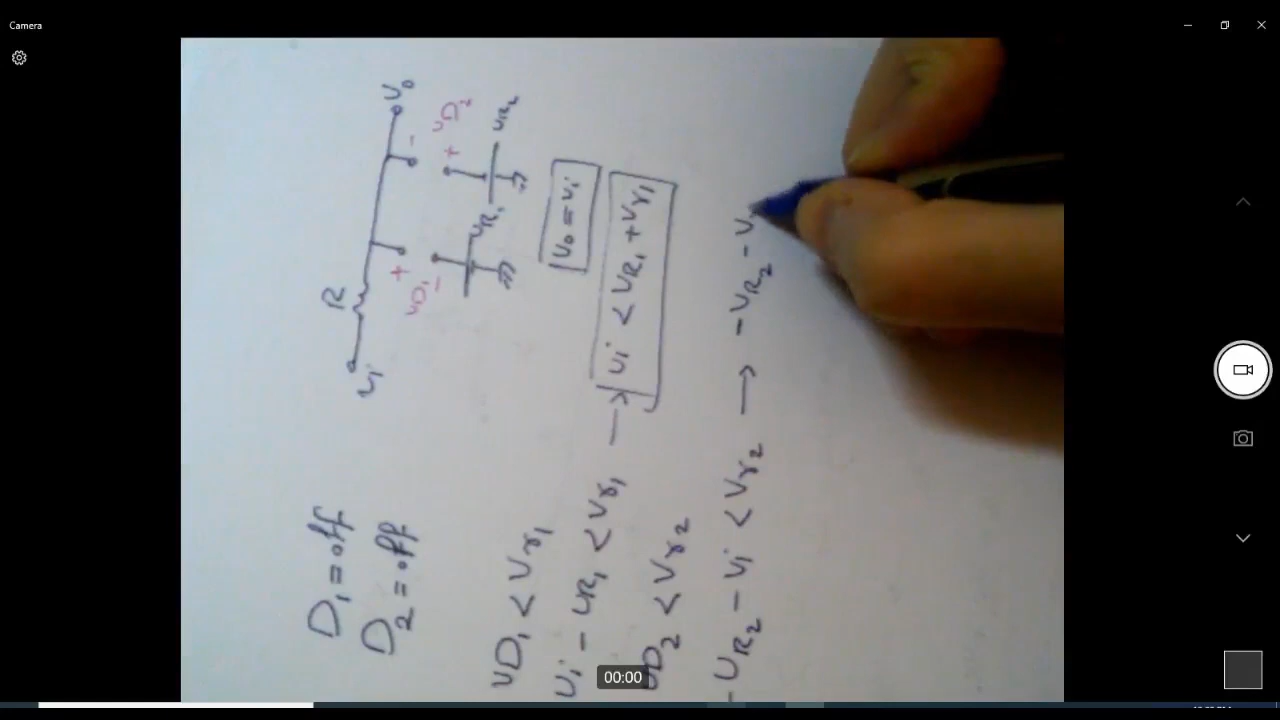 Camera
D₁ = off
D₂ = off
Vi
R
Vo
+ -
VD₁
- +
VD₂
VR₁
VR₂
Vo = Vi
VD₁ < Vγ₁
Vi - VR₁ < Vγ₁ → Vi < VR₁ + Vγ₁
VD₂ < Vγ₂
- VR₂ - Vi < Vγ₂ → - VR₂ - V
00:00